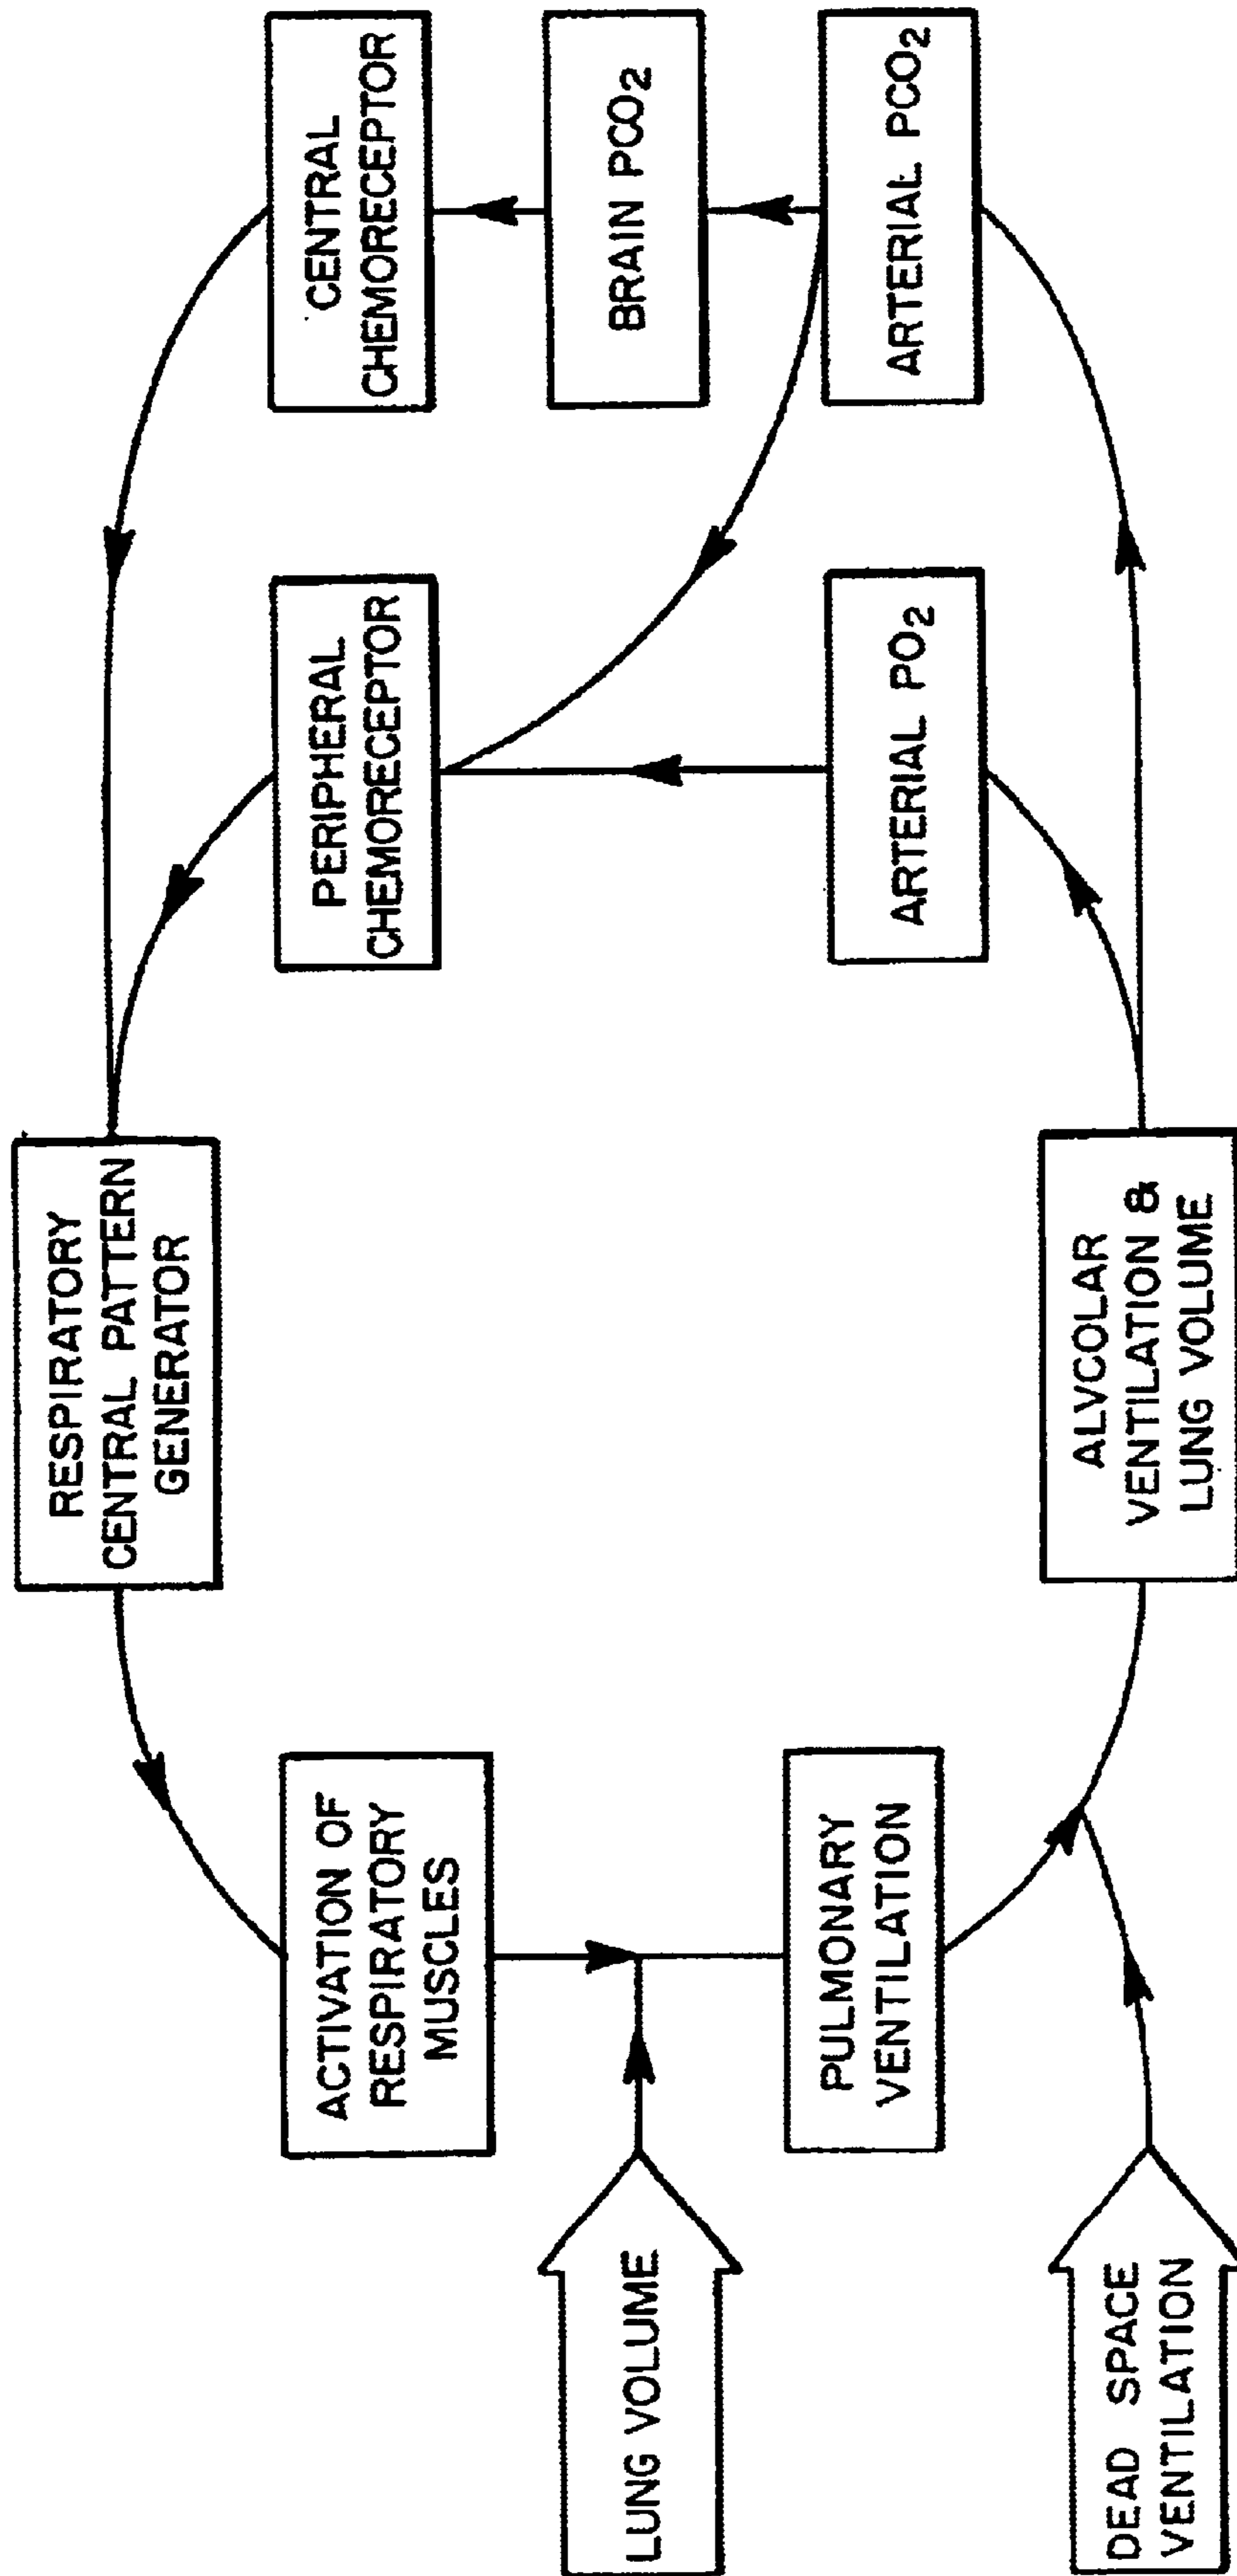 RESPIRATORY
CENTRAL PATTERN
GENERATOR
ACTIVATION OF
RESPIRATORY
MUSCLES
PERIPHERAL
CHEMORECEPTOR
CENTRAL
CHEMORECEPTOR
LUNG VOLUME
BRAIN PCO₂
PULMONARY
VENTILATION
ARTERIAL PO₂
ARTERIAL PCO₂
DEAD SPACE
VENTILATION
ALVCOLAR
VENTILATION &
LUNG VOLUME